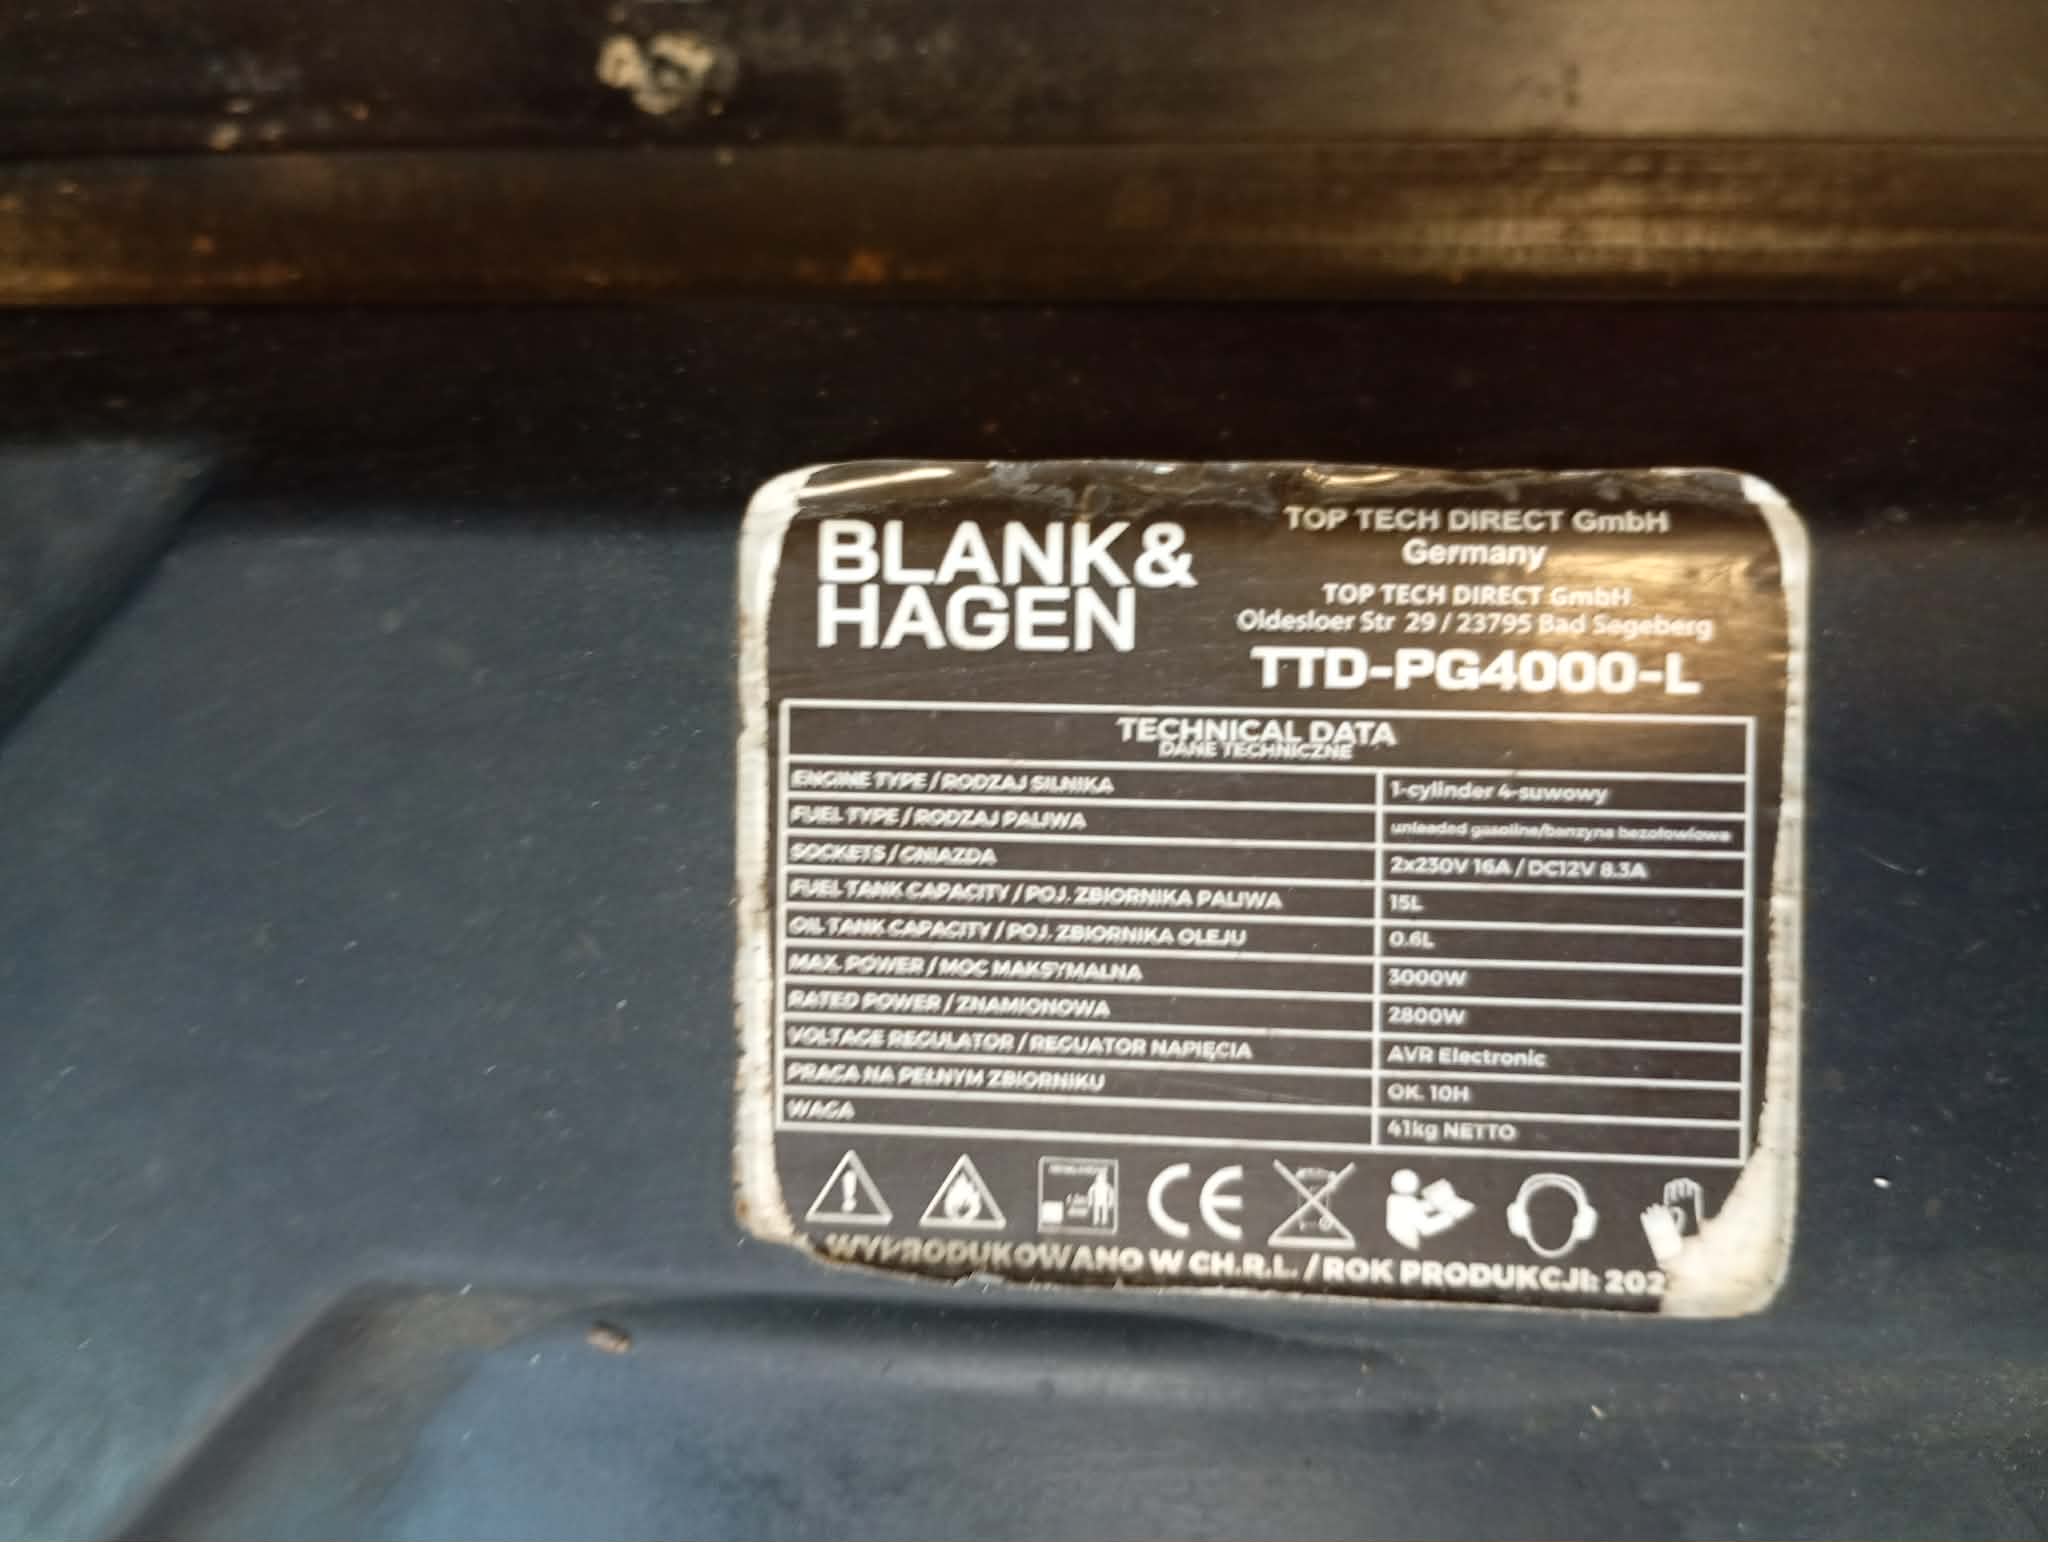 BLANK&
HAGEN
TOP TECH DIRECT GmbH
Germany
TOP TECH DIRECT GmbH
Oldesloer Str 29 / 23795 Bad Segeberg
TTD-PG4000-L
TECHNICAL DATA
DANE TECHNICZNE
ENGINE TYPE / RODZAJ SILNIKA 1-cylinder 4-suwowy
FUEL TYPE / RODZAJ PALIWA unleaded gasoline/benzyna bezołowiowa
SOCKETS / GNIAZDA 2x230V 16A / DC12V 8.3A
FUEL TANK CAPACITY / POJ. ZBIORNIKA PALIWA 15L
OIL TANK CAPACITY / POJ. ZBIORNIKA OLEJU 0.6L
MAX. POWER / MOC MAKSYMALNA 3000W
RATED POWER / ZNAMIONOWA 2800W
VOLTAGE REGULATOR / REGUATOR NAPIĘCIA AVR Electronic
PRACA NA PEŁNYM ZBIORNIKU OK. 10H
WAGA 41kg NETTO
CE
WYPRODUKOWANO W CH.R.L. / ROK PRODUKCJI: 202